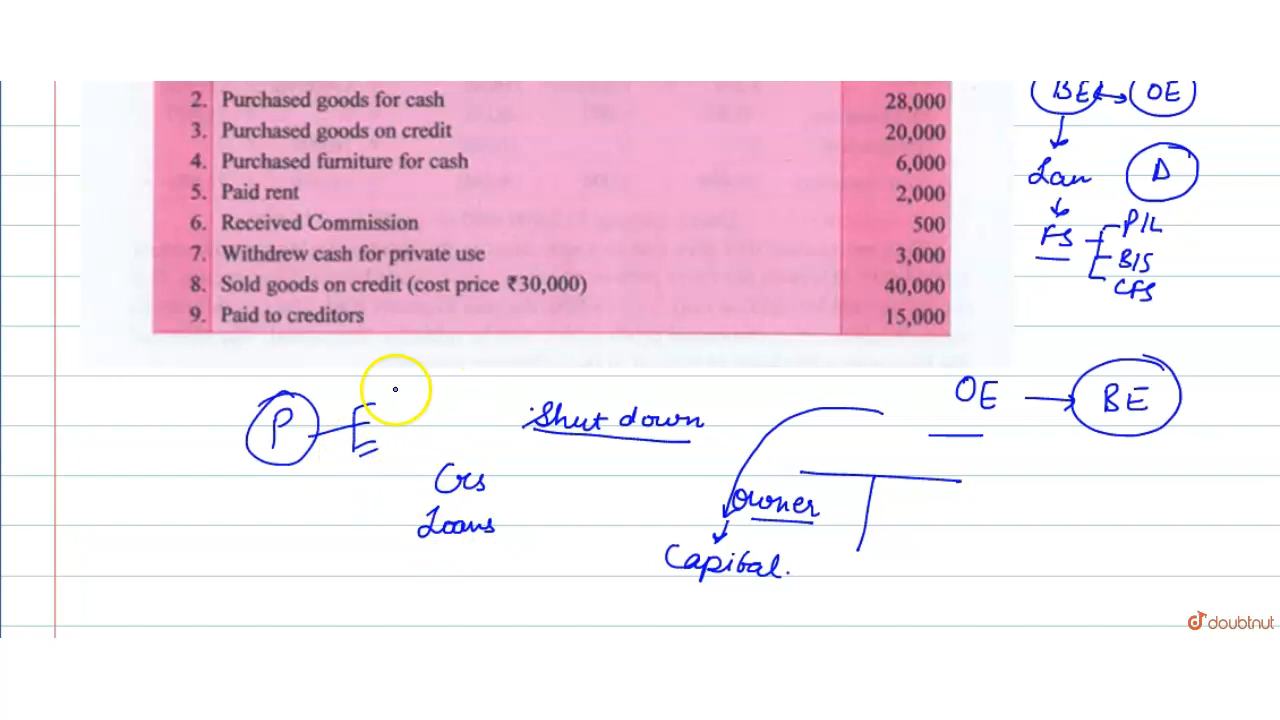 2. Purchased goods for cash 28,000
3. Purchased goods on credit 20,000
4. Purchased furniture for cash 6,000
5. Paid rent 2,000
6. Received Commission 500
7. Withdrew cash for private use 3,000
8. Sold goods on credit (cost price ₹30,000) 40,000
9. Paid to creditors 15,000
BE OE
Law D
FS P/L
B/S
CFS
P E
Shut down
OE BE
Crs
Loans
owner
Capital.
doubtnut